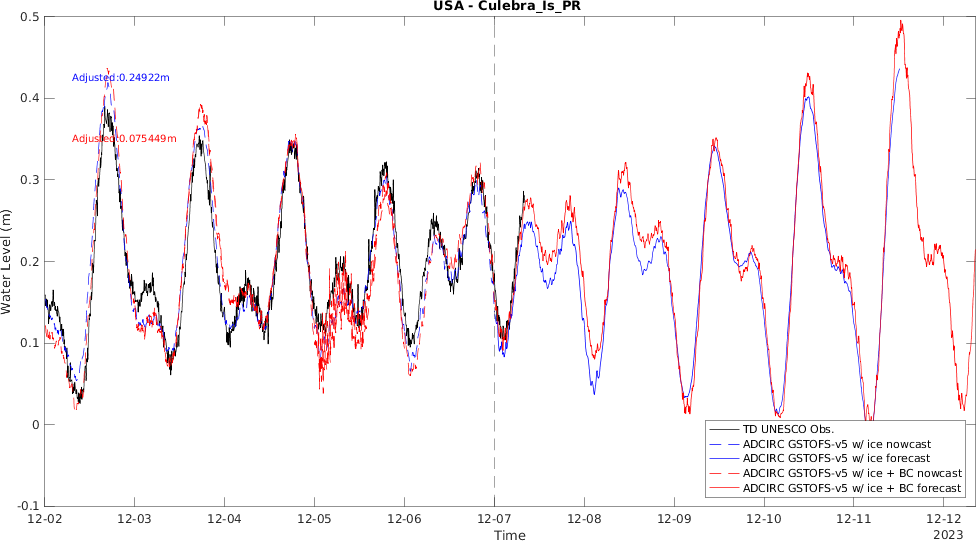 USA - Culebra_Is_PR
0.5
0.4
0.3
0.2
0.1
0
-0.1
Water Level (m)
Adjusted:0.24922m
Adjusted:0.075449m
TD UNESCO Obs.
ADCIRC GSTOFS-v5 w/ ice nowcast
ADCIRC GSTOFS-v5 w/ ice forecast
ADCIRC GSTOFS-v5 w/ ice + BC nowcast
ADCIRC GSTOFS-v5 w/ ice + BC forecast
12-02 12-03 12-04 12-05 12-06 12-07 12-08 12-09 12-10 12-11 12-12
Time 2023